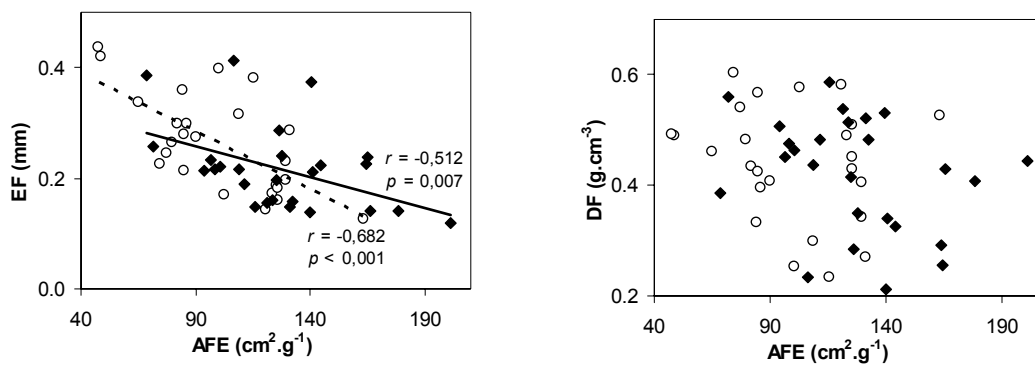 EF (mm)
0.4
0.2
0.0
40
90
140
190
AFE (cm².g⁻¹)
r = -0,512
p = 0,007
r = -0,682
p < 0,001
DF (g.cm⁻³)
0.6
0.4
0.2
40
90
140
190
AFE (cm².g⁻¹)